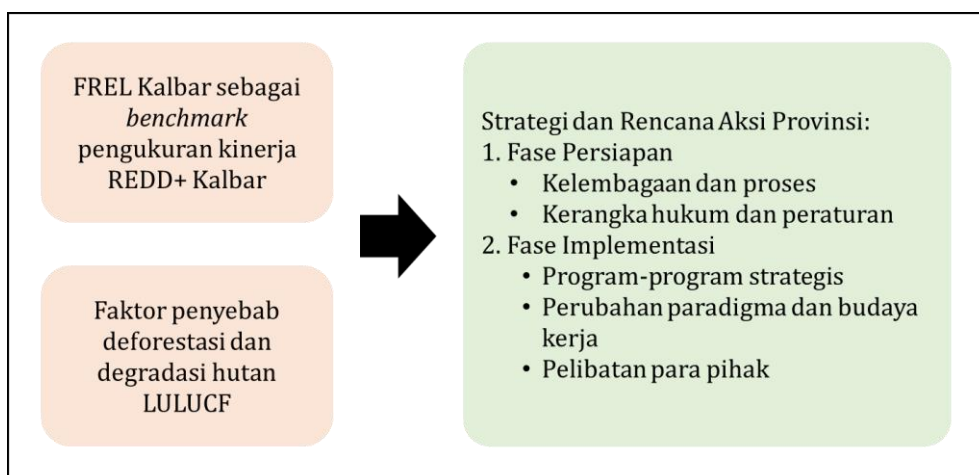 FREL Kalbar sebagai
benchmark
pengukuran kinerja
REDD+ Kalbar
Faktor penyebab
deforestasi dan
degradasi hutan
LULUCF
Strategi dan Rencana Aksi Provinsi:
1. Fase Persiapan
• Kelembagaan dan proses
• Kerangka hukum dan peraturan
2. Fase Implementasi
• Program-program strategis
• Perubahan paradigma dan budaya
kerja
• Pelibatan para pihak